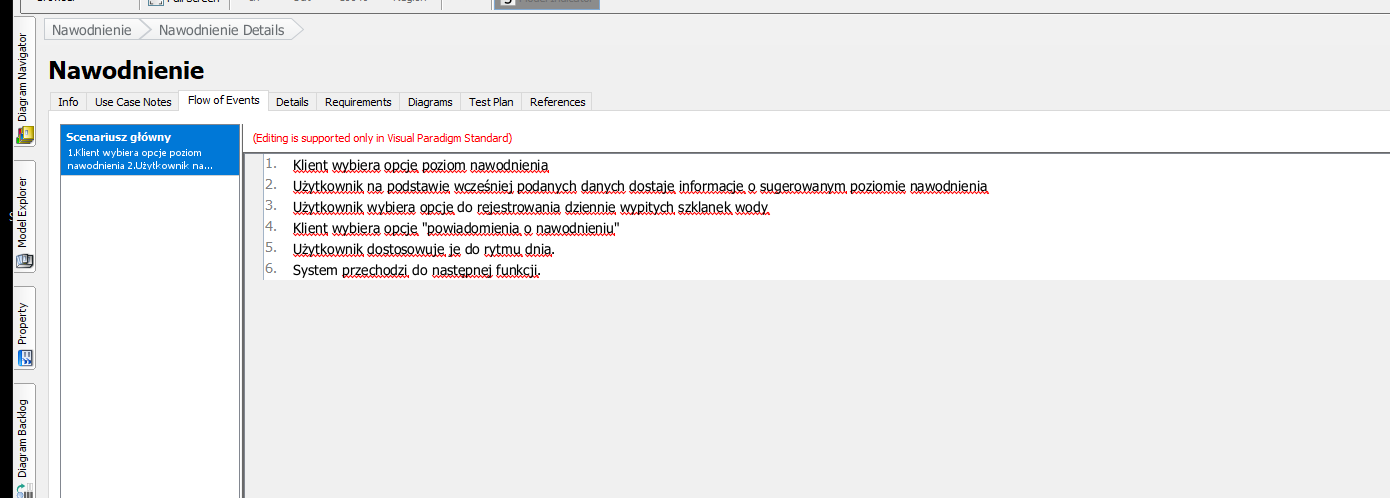 Full Screen
Nawodnienie
Nawodnienie Details
Nawodnienie
Info
Use Case Notes
Flow of Events
Details
Requirements
Diagrams
Test Plan
References
Diagram Navigator
Model Explorer
Property
Diagram Backlog
Scenariusz główny
1.Klient wybiera opcje poziom
nawodnienia 2.Użytkownik na...
(Editing is supported only in Visual Paradigm Standard)
1. Klient wybiera opcje poziom nawodnienia
2. Użytkownik na podstawie wcześniej podanych danych dostaje informacje o sugerowanym poziomie nawodnienia
3. Użytkownik wybiera opcje do rejestrowania dziennie wypitych szklanek wody
4. Klient wybiera opcje "powiadomienia o nawodnieniu"
5. Użytkownik dostosowuje je do rytmu dnia.
6. System przechodzi do następnej funkcji.